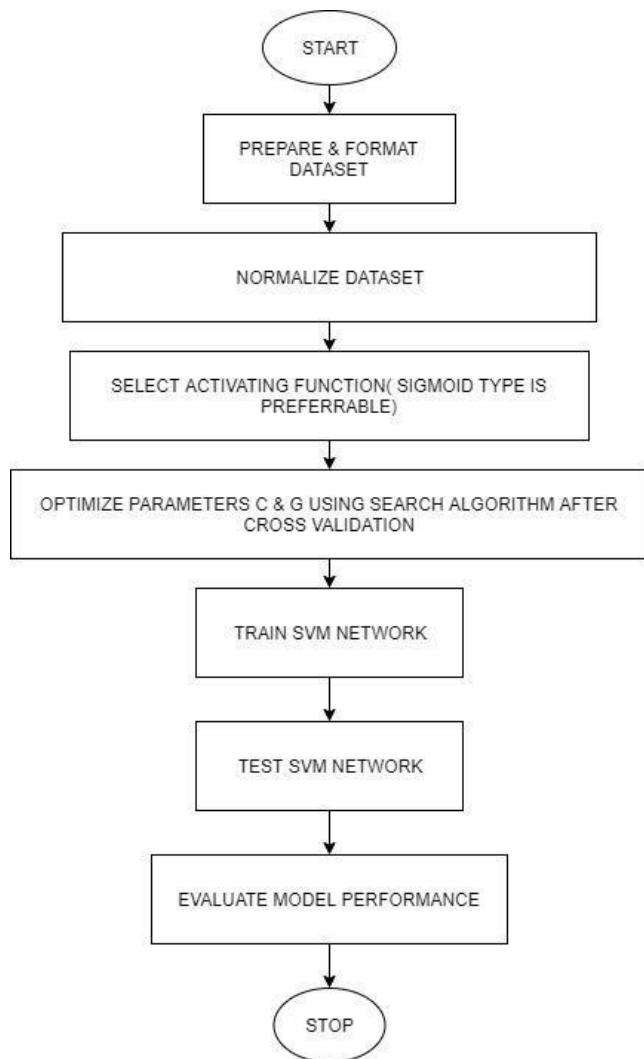 START
PREPARE & FORMAT
DATASET
NORMALIZE DATASET
SELECT ACTIVATING FUNCTION( SIGMOID TYPE IS
PREFERRABLE)
OPTIMIZE PARAMETERS C & G USING SEARCH ALGORITHM AFTER
CROSS VALIDATION
TRAIN SVM NETWORK
TEST SVM NETWORK
EVALUATE MODEL PERFORMANCE
STOP